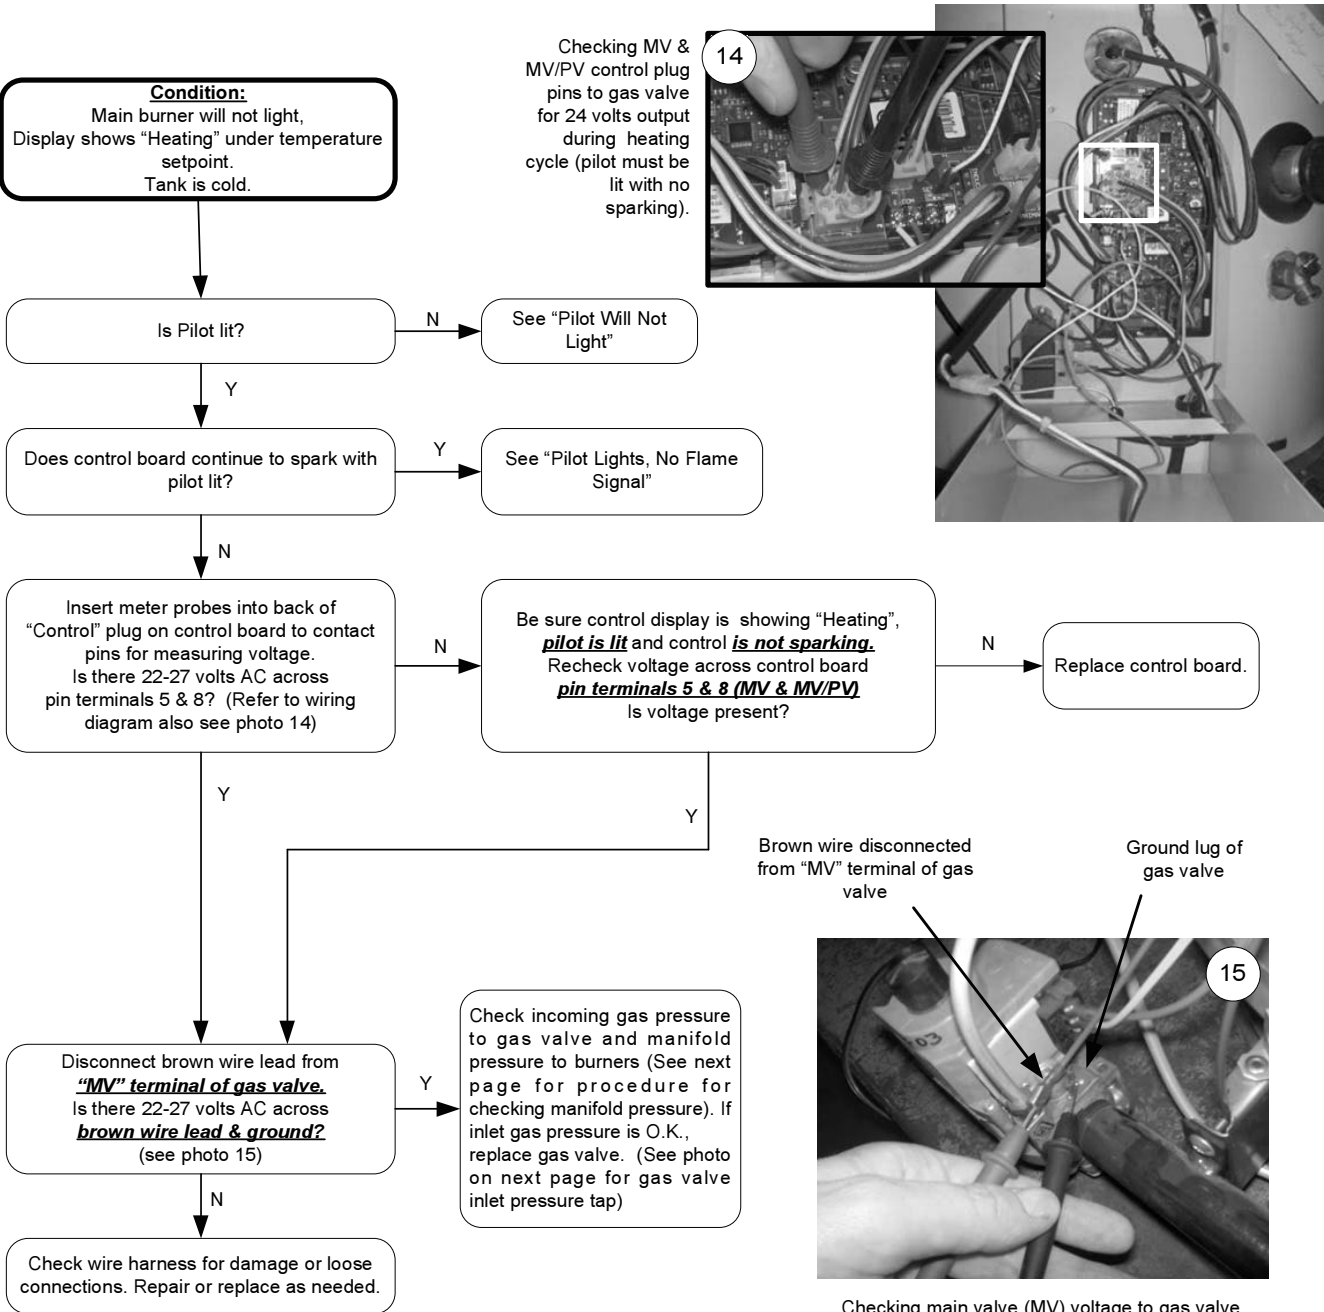 Condition:
Main burner will not light,
Display shows “Heating” under temperature
setpoint.
Tank is cold.
Checking MV &
MV/PV control plug
pins to gas valve
for 24 volts output
during heating
cycle (pilot must be
lit with no
sparking).
14
Is Pilot lit?
N
See “Pilot Will Not
Light”
Y
Does control board continue to spark with
pilot lit?
Y
See “Pilot Lights, No Flame
Signal”
N
Insert meter probes into back of
“Control” plug on control board to contact
pins for measuring voltage.
Is there 22-27 volts AC across
pin terminals 5 & 8? (Refer to wiring
diagram also see photo 14)
N
Be sure control display is showing “Heating”,
pilot is lit and control is not sparking.
Recheck voltage across control board
pin terminals 5 & 8 (MV & MV/PV)
Is voltage present?
N
Replace control board.
Y
Y
Brown wire disconnected
from “MV” terminal of gas
valve
Ground lug of
gas valve
15
Disconnect brown wire lead from
“MV” terminal of gas valve.
Is there 22-27 volts AC across
brown wire lead & ground?
(see photo 15)
Y
Check incoming gas pressure
to gas valve and manifold
pressure to burners (See next
page for procedure for
checking manifold pressure). If
inlet gas pressure is O.K.,
replace gas valve. (See photo
on next page for gas valve
inlet pressure tap)
N
Check wire harness for damage or loose
connections. Repair or replace as needed.
Checking main valve (MV) voltage to gas valve